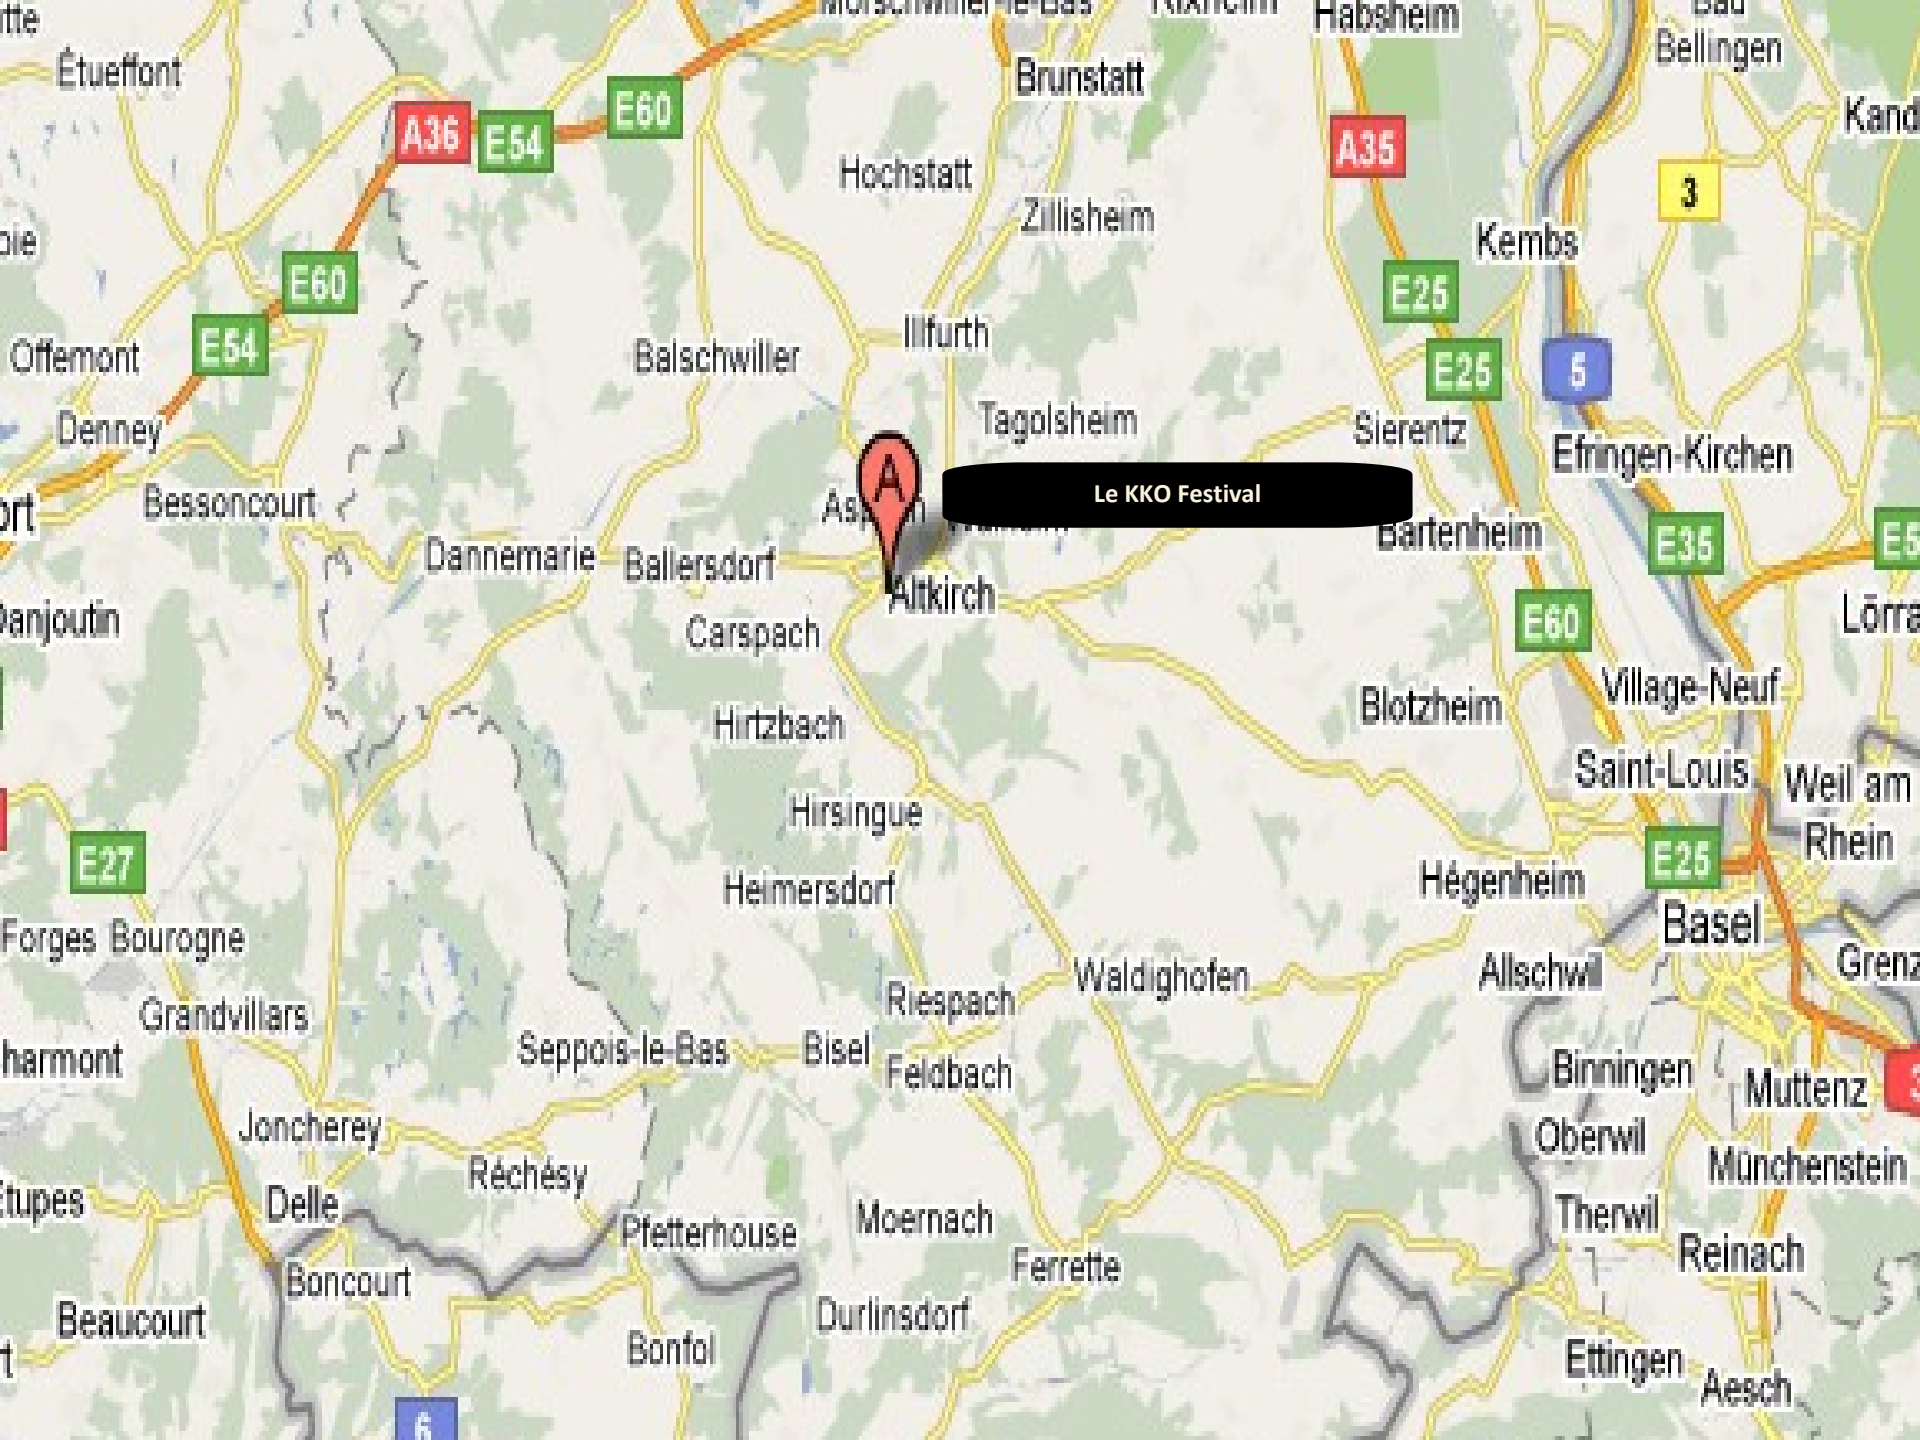 Habsheim
Bad
Bellingen
Étueffont
Brunstatt
A36
E54
E60
A35
Hochstatt
3
Zillisheim
Kembs
E60
E25
E54
Offemont
Illfurth
Balschwiller
E25
5
Denney
Tagolsheim
Sierentz
Efringen-Kirchen
A
Le KKO Festival
Bessoncourt
Bartenheim
E35
Dannemarie
Ballersdorf
Altkirch
E60
Carspach
Village-Neuf
Blotzheim
Hirtzbach
Saint-Louis
Weil am
Rhein
Hirsingue
E27
E25
Hégenheim
Heimersdorf
Basel
Forges
Bourogne
Allschwil
Waldighofen
Riespach
Grandvillars
Seppois-le-Bas
Bisel
Feldbach
Binningen
Muttenz
3
Joncherey
Oberwil
Réchésy
Münchenstein
Delle
Therwil
Moernach
Pfetterhouse
Reinach
Ferrette
Boncourt
Beaucourt
Durlinsdorf
Bonfol
Ettingen
Aesch
6